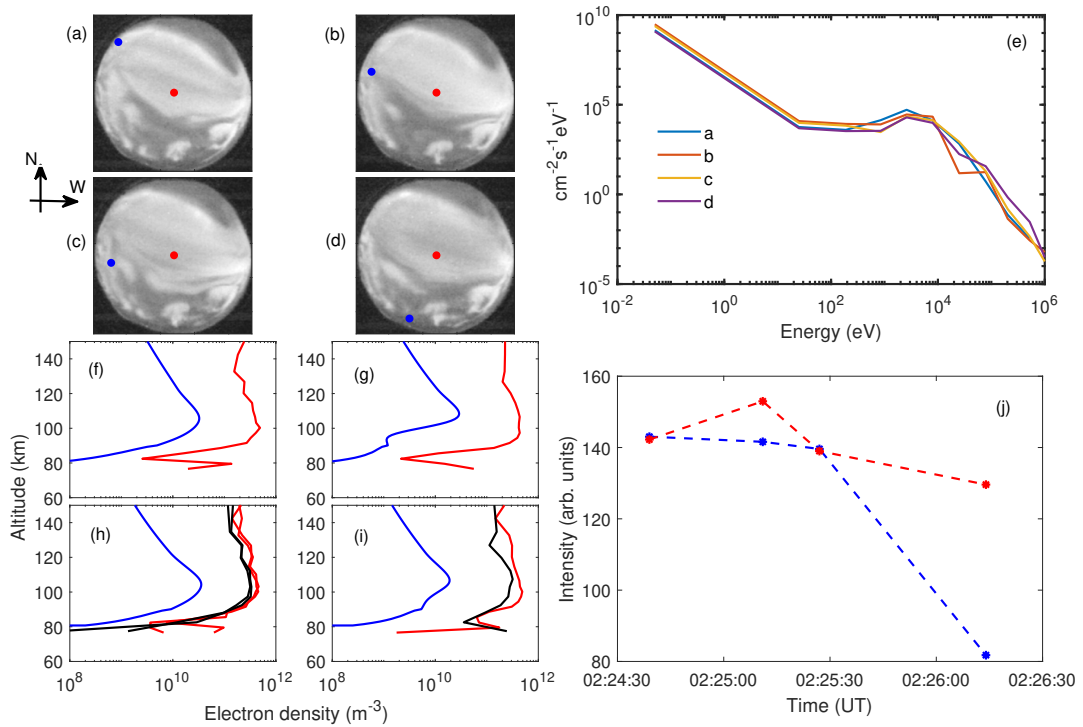 (a)
(b)
N.
W
(c)
(d)
10^10
10^5
10^0
10^-5
cm^-2s^-1eV^-1
(e)
a
b
c
d
10^-2
10^0
10^2
10^4
10^6
Energy (eV)
140
120
100
80
60
(f)
(g)
140
120
100
80
60
(h)
(i)
Altitude (km)
10^8
10^10
10^12
10^8
10^10
10^12
Electron density (m^-3)
160
140
120
100
80
Intensity (arb. units)
(j)
02:24:30
02:25:00
02:25:30
02:26:00
02:26:30
Time (UT)